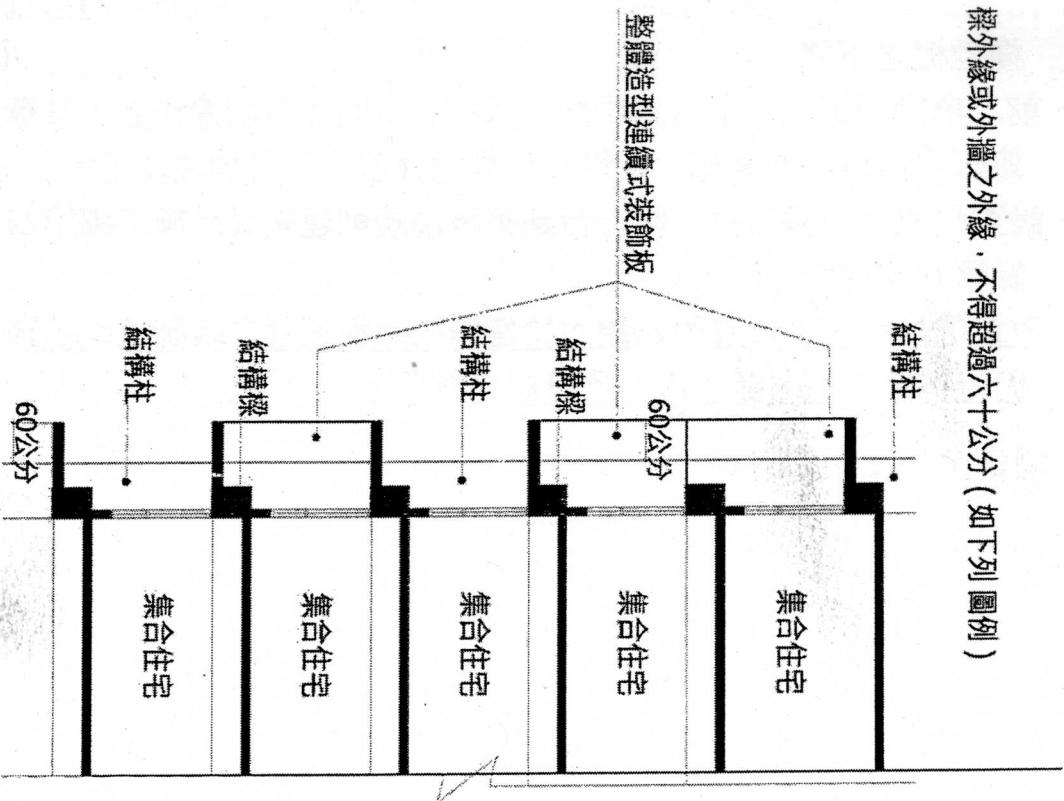 樑外緣或外牆之外緣，不得超過六十公分(如下列圖例)
結構柱
集合住宅
整體造型連續式裝飾板
60公分
集合住宅
結構樑
結構柱
集合住宅
集合住宅
結構樑
結構柱
集合住宅
60公分